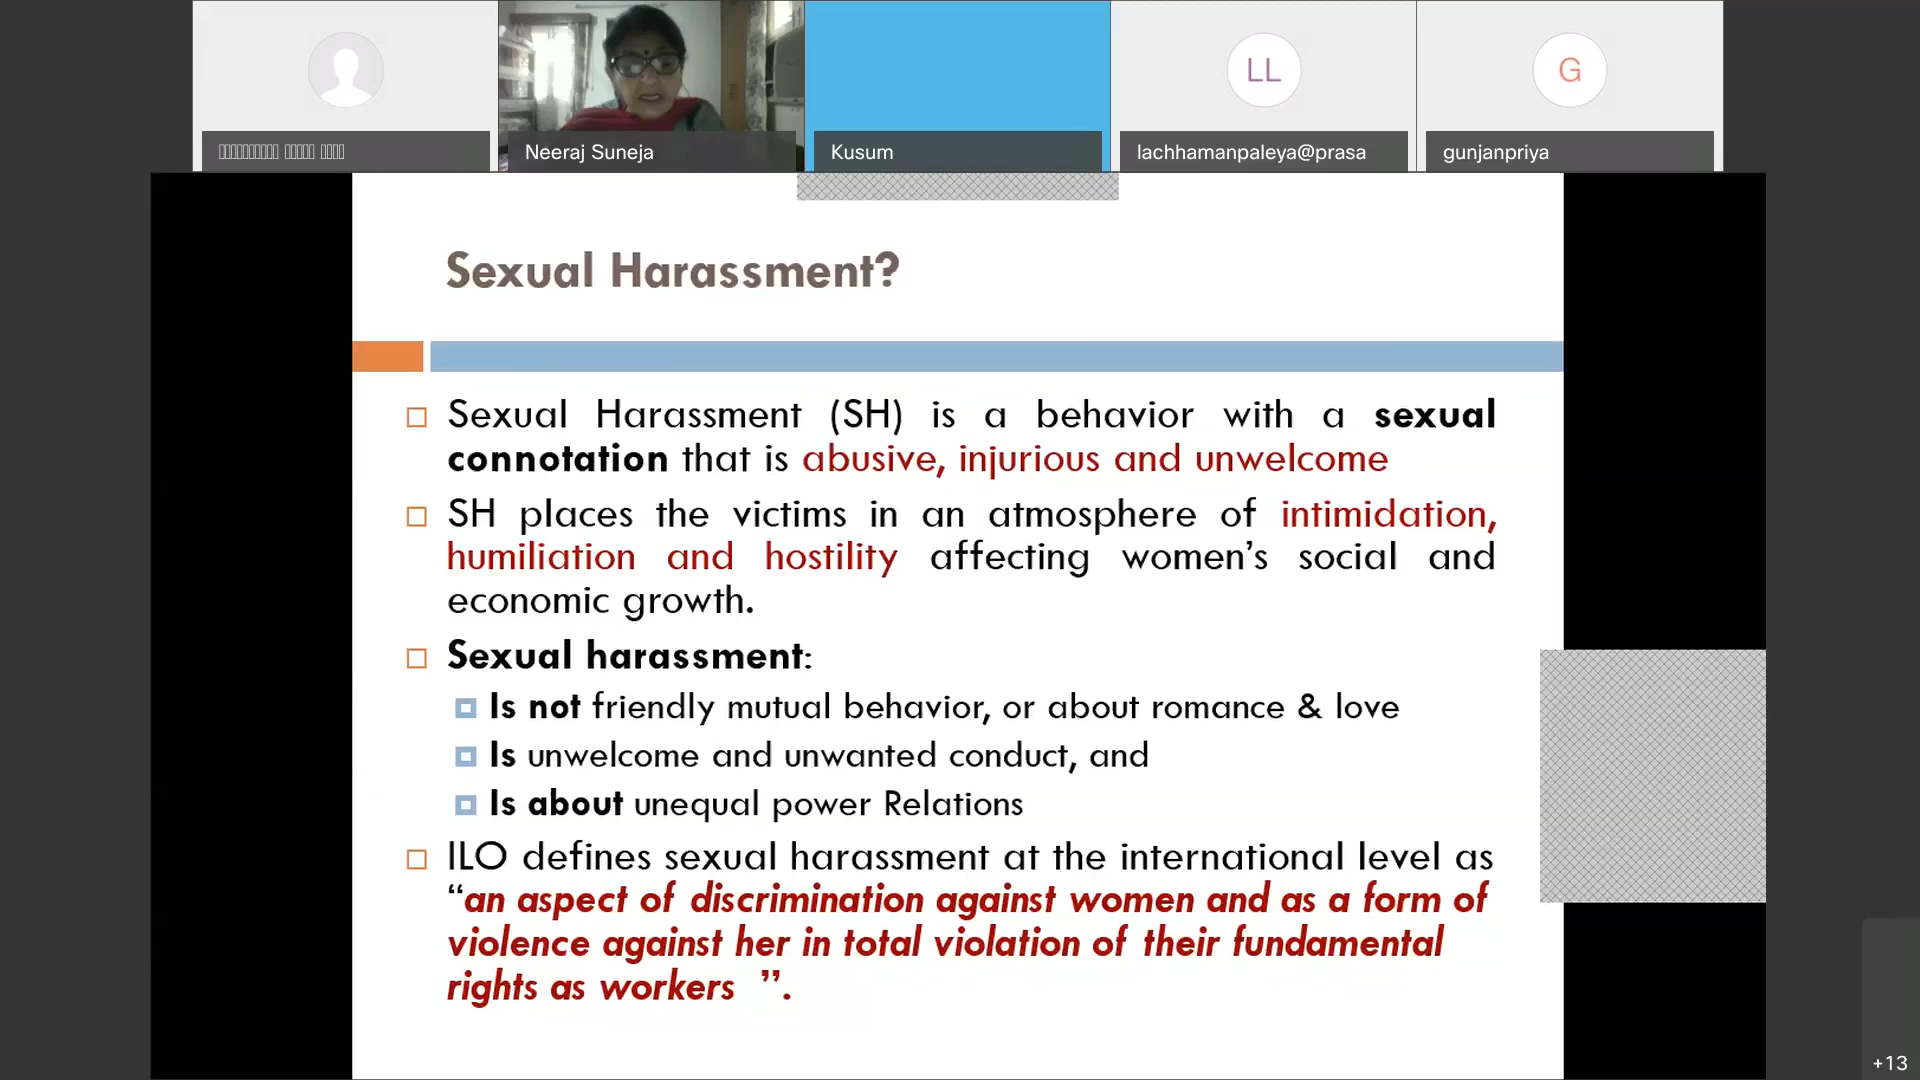 Neeraj Suneja
Kusum
LL
lachhamanpaleya@prasa
G
gunjanpriya
Sexual Harassment?
Sexual Harassment (SH) is a behavior with a sexual
connotation that is abusive, injurious and unwelcome
SH places the victims in an atmosphere of intimidation,
humiliation and hostility affecting women’s social and
economic growth.
Sexual harassment:
Is not friendly mutual behavior, or about romance & love
Is unwelcome and unwanted conduct, and
Is about unequal power Relations
ILO defines sexual harassment at the international level as
“an aspect of discrimination against women and as a form of
violence against her in total violation of their fundamental
rights as workers ”.
+13